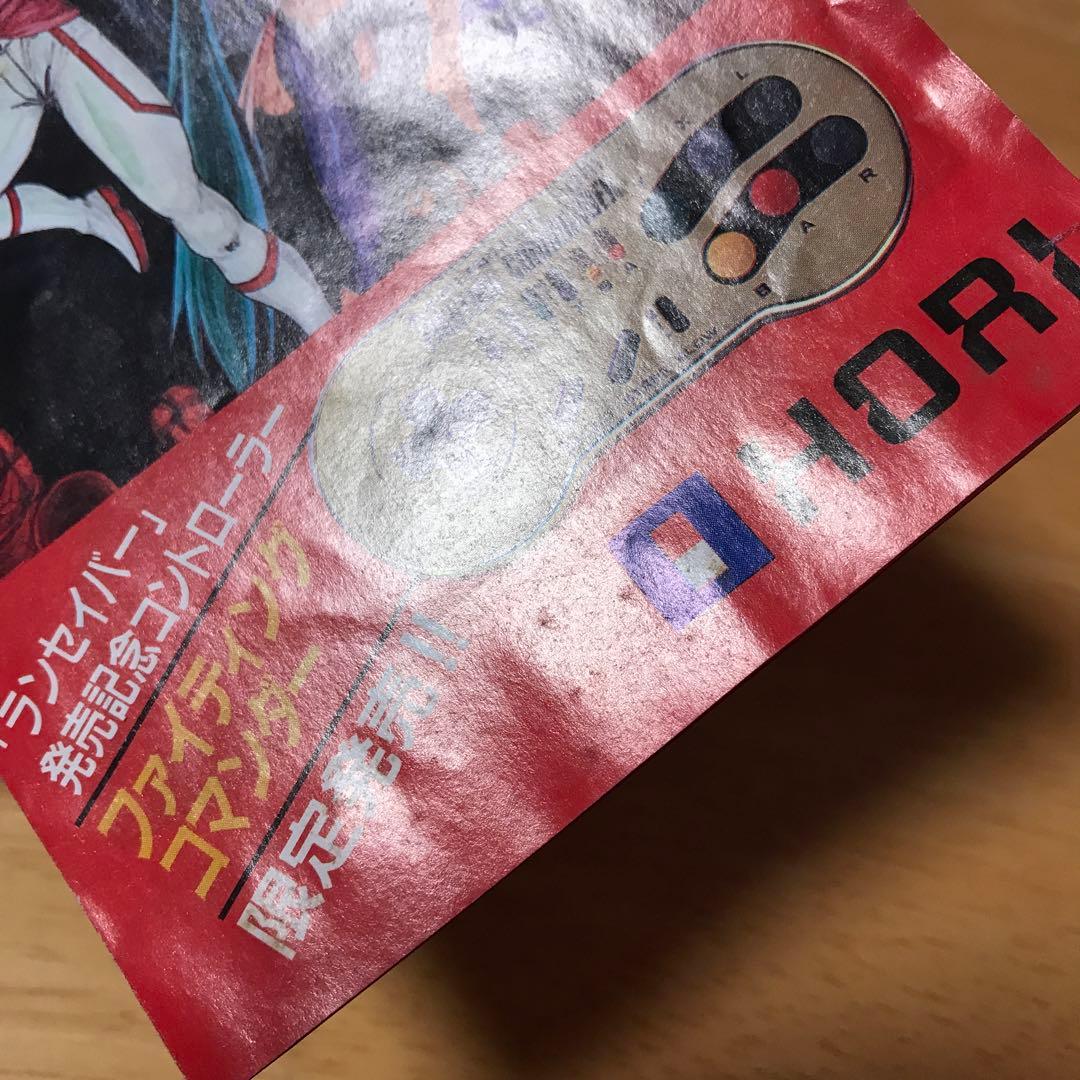 ランセイバー」
発売記念コントローラー
ファイティング
コマンダー
限定発売!!
HORI
L
X
R
A
B